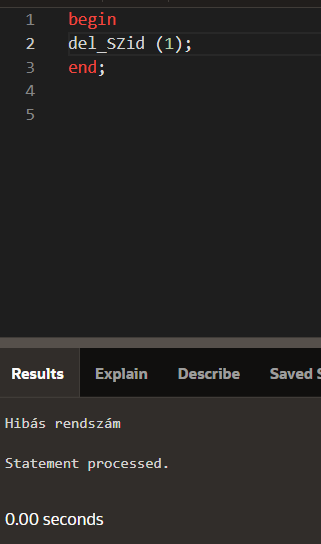 1 begin
2 del_SZid (1);
3 end;
4
5
Results Explain Describe Saved S
Hibás rendszám
Statement processed.
0.00 seconds